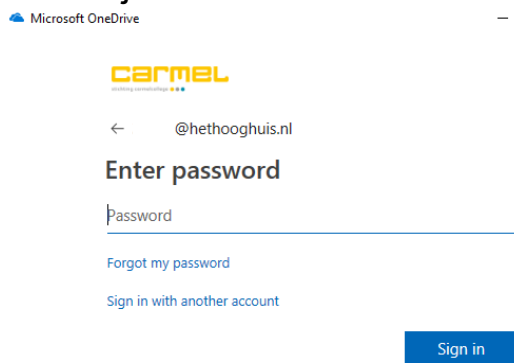 Microsoft OneDrive
carmel
stichting carmelcollege
@hethooghuis.nl
Enter password
Password
Forgot my password
Sign in with another account
Sign in